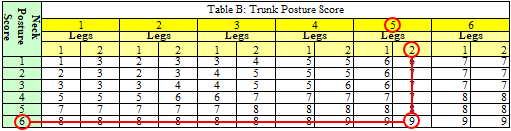 Table B: Trunk Posture Score
Neck Posture Score
1 2 3 4 5 6
Legs Legs Legs Legs Legs Legs
1 2 1 2 1 2 1 2 1 2 1 2
1 1 3 2 3 3 4 5 5 6 6 7 7
2 2 3 2 3 4 5 5 5 6 7 7 7
3 3 3 3 4 4 5 5 6 6 7 7 7
4 5 5 5 6 6 7 7 7 7 7 8 8
5 7 7 7 7 7 8 8 8 8 8 8 8
6 8 8 8 8 8 8 8 9 9 9 9 9